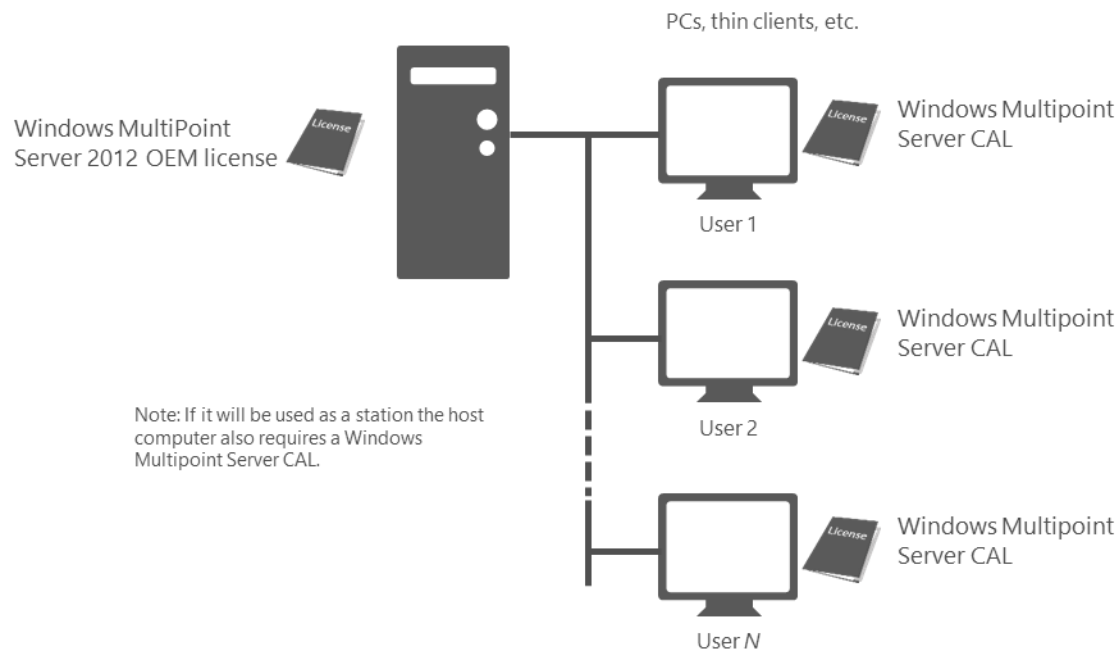 PCs, thin clients, etc.
Windows MultiPoint
Server 2012 OEM license
License
License
Windows Multipoint
Server CAL
User 1
License
Windows Multipoint
Server CAL
User 2
Note: If it will be used as a station the host
computer also requires a Windows
Multipoint Server CAL.
License
Windows Multipoint
Server CAL
User N